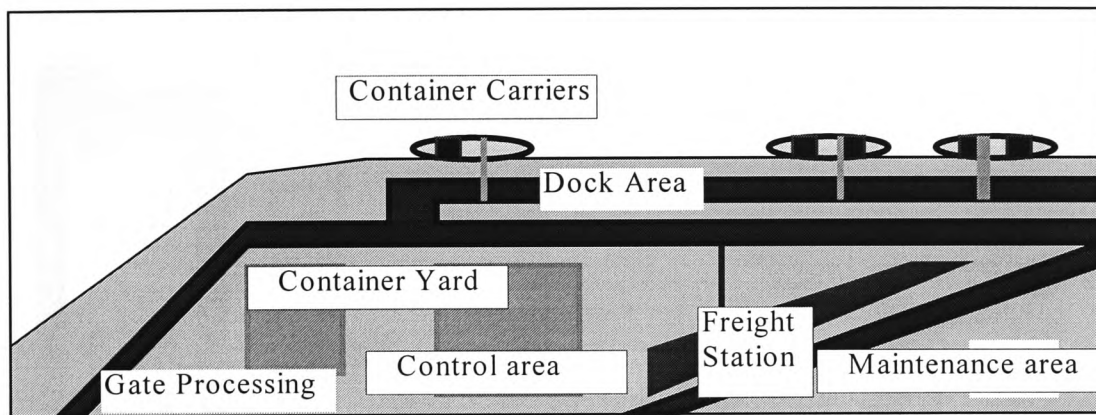 Container Carriers
Dock Area
Container Yard
Freight
Station
Control area
Maintenance area
Gate Processing